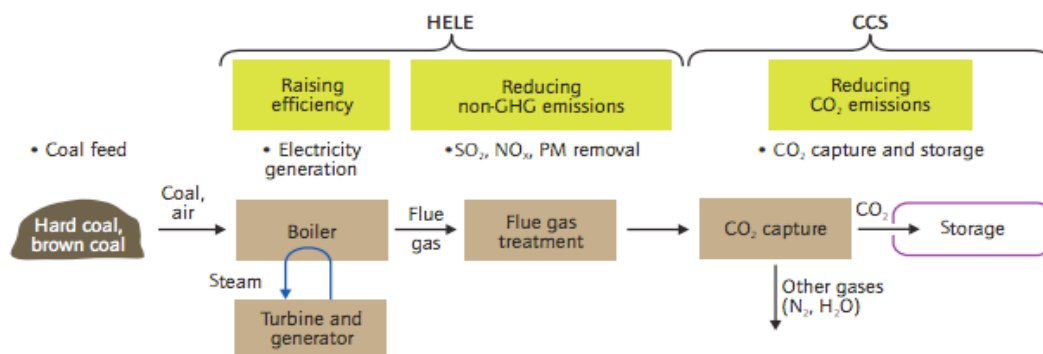 HELE
CCS
Raising
efficiency
Reducing
non-GHG emissions
Reducing
CO₂ emissions
• Coal feed
• Electricity
generation
•SO₂, NOₓ, PM removal
• CO₂ capture and storage
Hard coal,
brown coal
Coal,
air
Boiler
Flue
gas
Flue gas
treatment
CO₂ capture
CO₂
Storage
Steam
Turbine and
generator
Other gases
(N₂, H₂O)